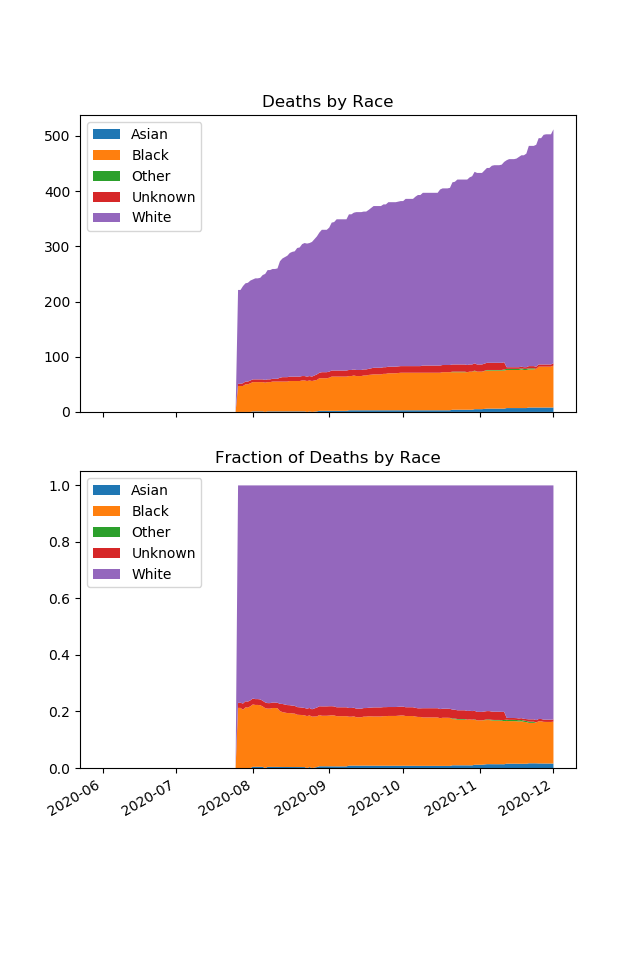 Deaths by Race
500
400
300
200
100
0
Asian
Black
Other
Unknown
White
Fraction of Deaths by Race
1.0
0.8
0.6
0.4
0.2
0.0
Asian
Black
Other
Unknown
White
2020-06
2020-07
2020-08
2020-09
2020-10
2020-11
2020-12